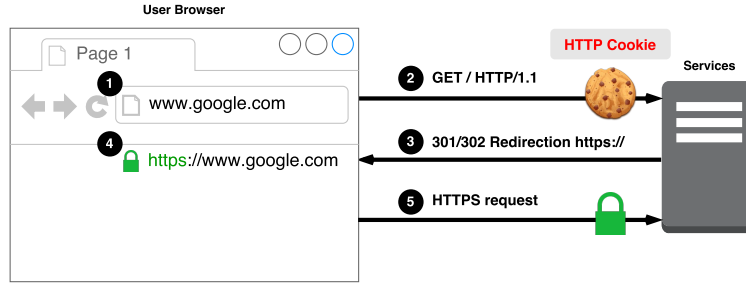 User Browser
HTTP Cookie
Page 1
Services
1
www.google.com
2
GET / HTTP/1.1
3
301/302 Redirection https://
4
https://www.google.com
5
HTTPS request